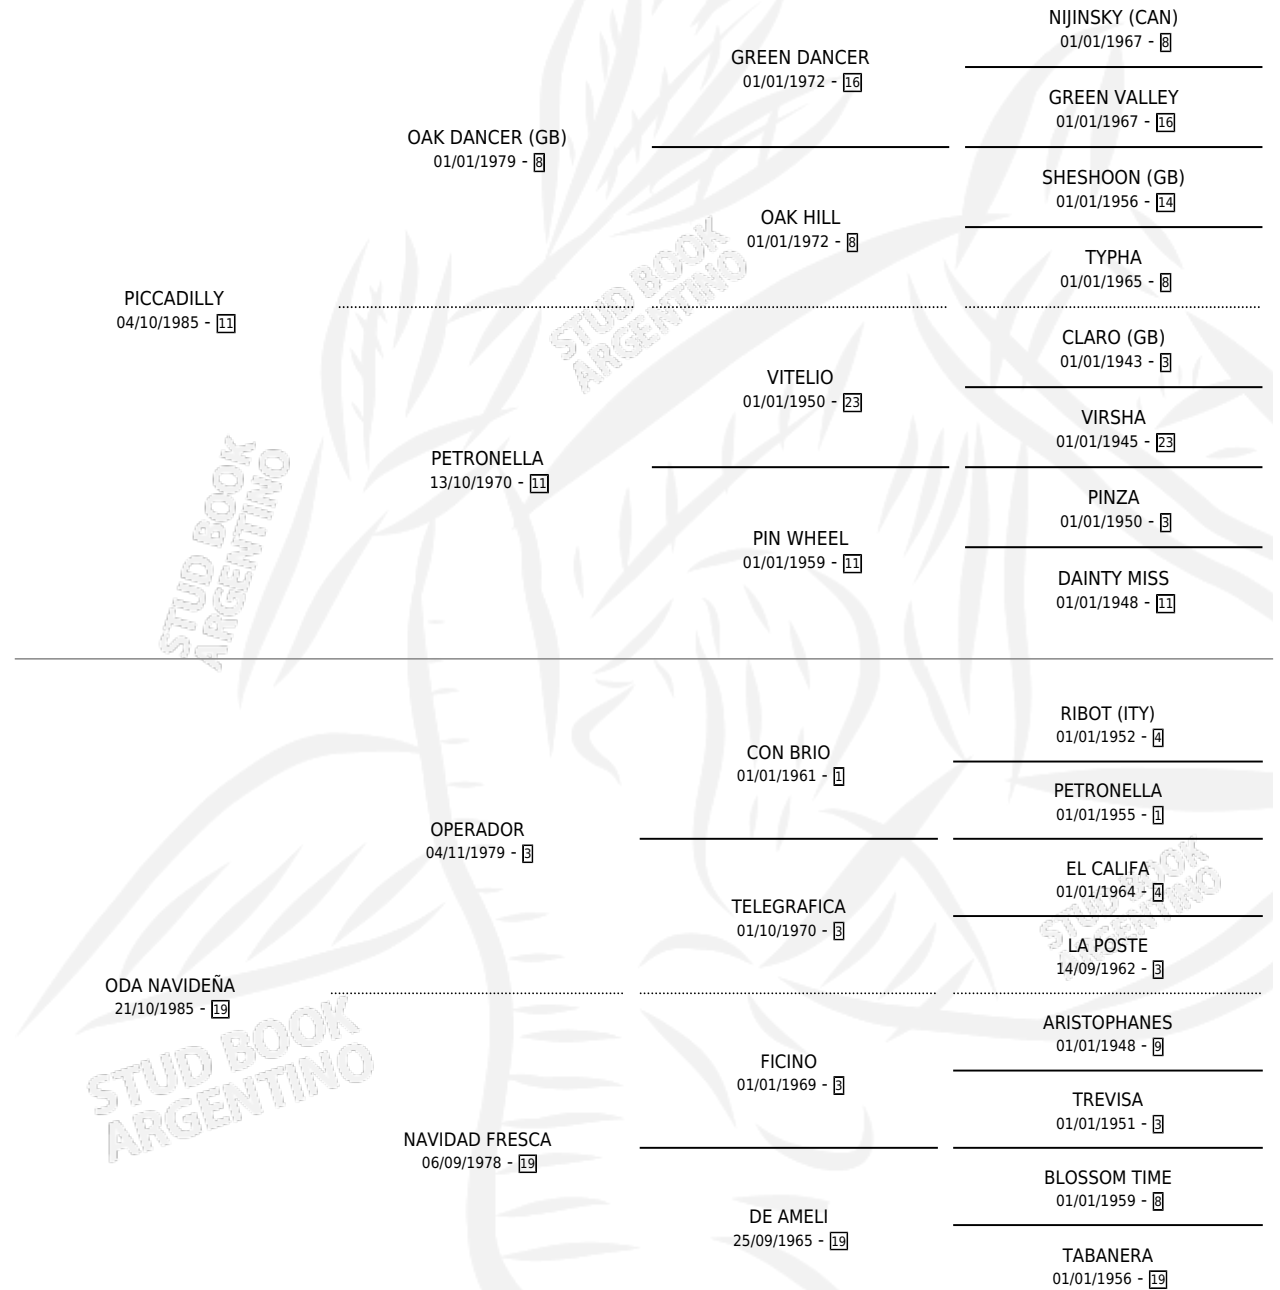 NIJINSKY (CAN)
01/01/1967 - 8
GREEN DANCER
01/01/1972 - 16
GREEN VALLEY
01/01/1967 - 16
OAK DANCER (GB)
01/01/1979 - 8
SHESHOON (GB)
01/01/1956 - 14
OAK HILL
01/01/1972 - 8
TYPHA
01/01/1965 - 8
PICCADILLY
04/10/1985 - 11
CLARO (GB)
01/01/1943 - 3
VITELIO
01/01/1950 - 23
VIRSHA
01/01/1945 - 23
PETRONELLA
13/10/1970 - 11
PINZA
01/01/1950 - 3
PIN WHEEL
01/01/1959 - 11
DAINTY MISS
01/01/1948 - 11
STUD BOOK
ARGENTINO
STUD BOOK
ARGENTINO
RIBOT (ITY)
01/01/1952 - 4
CON BRIO
01/01/1961 - 1
PETRONELLA
01/01/1955 - 1
OPERADOR
04/11/1979 - 3
EL CALIFA
01/01/1964 - 4
TELEGRAFICA
01/10/1970 - 3
LA POSTE
14/09/1962 - 3
ODA NAVIDEÑA
21/10/1985 - 19
ARISTOPHANES
01/01/1948 - 9
FICINO
01/01/1969 - 3
TREVISA
01/01/1951 - 3
NAVIDAD FRESCA
06/09/1978 - 19
BLOSSOM TIME
01/01/1959 - 8
DE AMELI
25/09/1965 - 19
TABANERA
01/01/1956 - 19
STUD BOOK
ARGENTINO
STUD BOOK
ARGENTINO